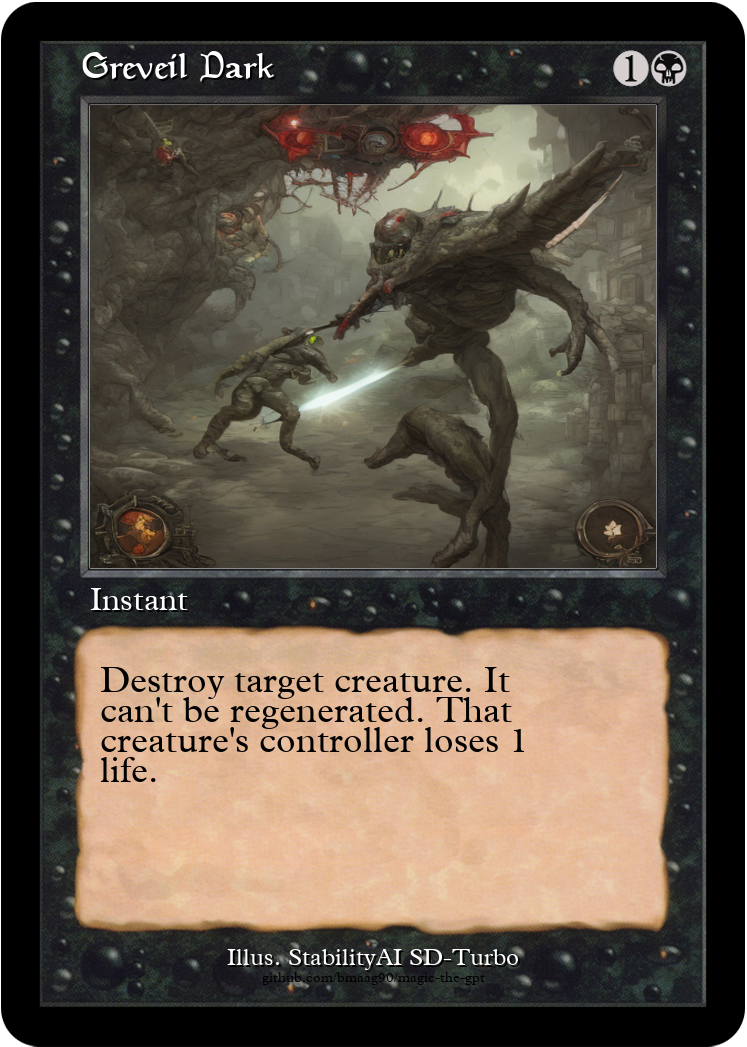 Greveil Dark 1
Instant
Destroy target creature. It
can't be regenerated. That
creature's controller loses 1
life.
Illus. StabilityAI SD-Turbo
github.com/bmaag90/magic-the-gpt